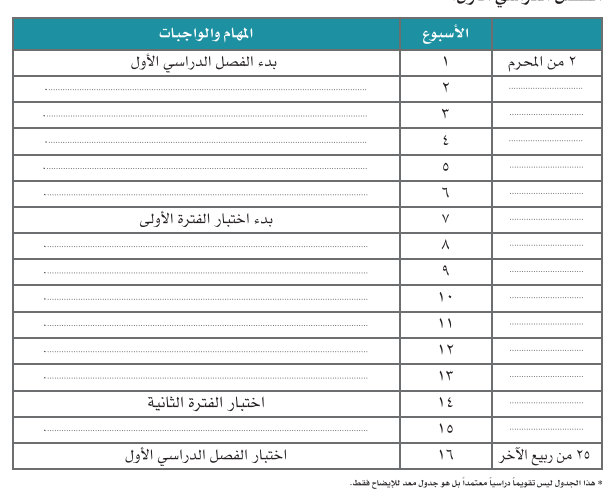 الأسبوع المهام والواجبات
٢ من المحرم ١ بدء الفصل الدراسي الأول
٢
٣
٤
٥
٦
٧ بدء اختبار الفترة الأولى
٨
٩
١٠
١١
١٢
١٣
١٤ اختبار الفترة الثانية
١٥
٢٥ من ربيع الآخر ١٦ اختبار الفصل الدراسي الأول
* هذا الجدول ليس تقويماً دراسياً معتمداً بل هو جدول معد للإيضاح فقط.